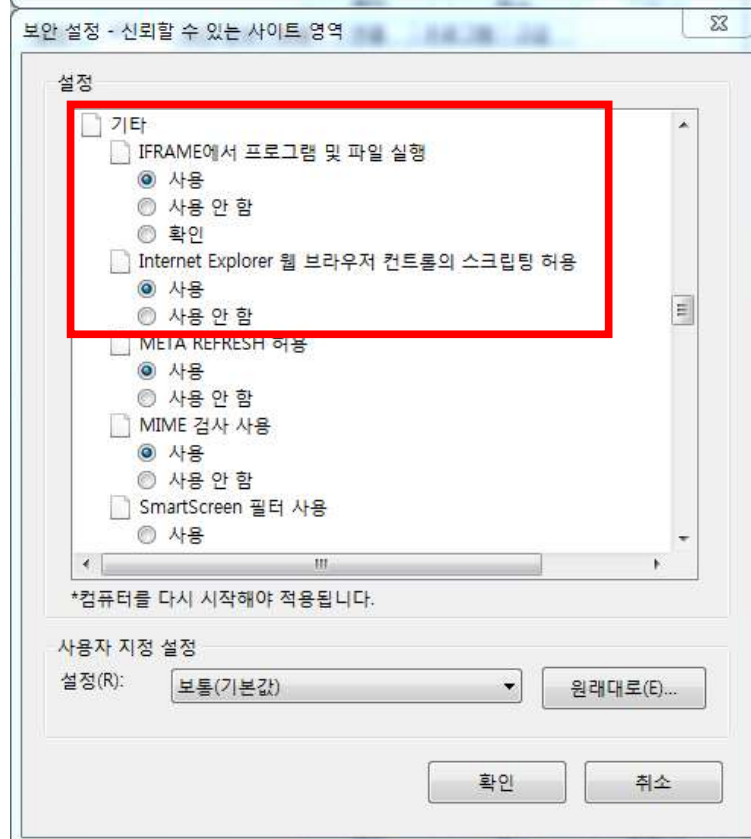 보안 설정 - 신뢰할 수 있는 사이트 영역
설정
기타
IFRAME에서 프로그램 및 파일 실행
사용
사용 안 함
확인
Internet Explorer 웹 브라우저 컨트롤의 스크립팅 허용
사용
사용 안 함
META REFRESH 허용
사용
사용 안 함
MIME 검사 사용
사용
사용 안 함
SmartScreen 필터 사용
사용
*컴퓨터를 다시 시작해야 적용됩니다.
사용자 지정 설정
설정(R): 보통(기본값) 원래대로(E)...
확인 취소